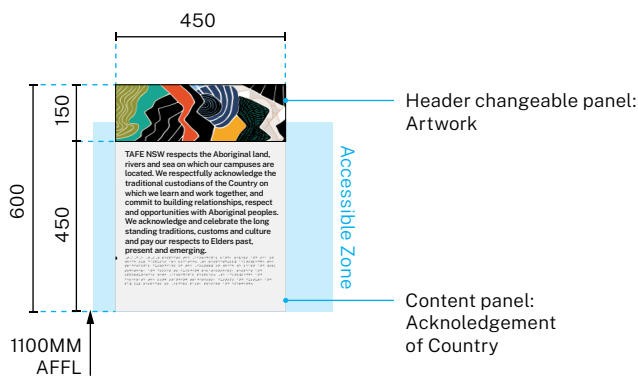 450
150
600
450
Header changeable panel:
Artwork
TAFE NSW respects the Aboriginal land,
rivers and sea on which our campuses are
located. We respectfully acknowledge the
traditional custodians of the Country on
which we learn and work together, and
commit to building relationships, respect
and opportunities with Aboriginal peoples.
We acknowledge and celebrate the long
standing traditions, customs and culture
and pay our respects to Elders past,
present and emerging.
Accessible Zone
Content panel:
Acknoledgement
of Country
1100MM
AFFL